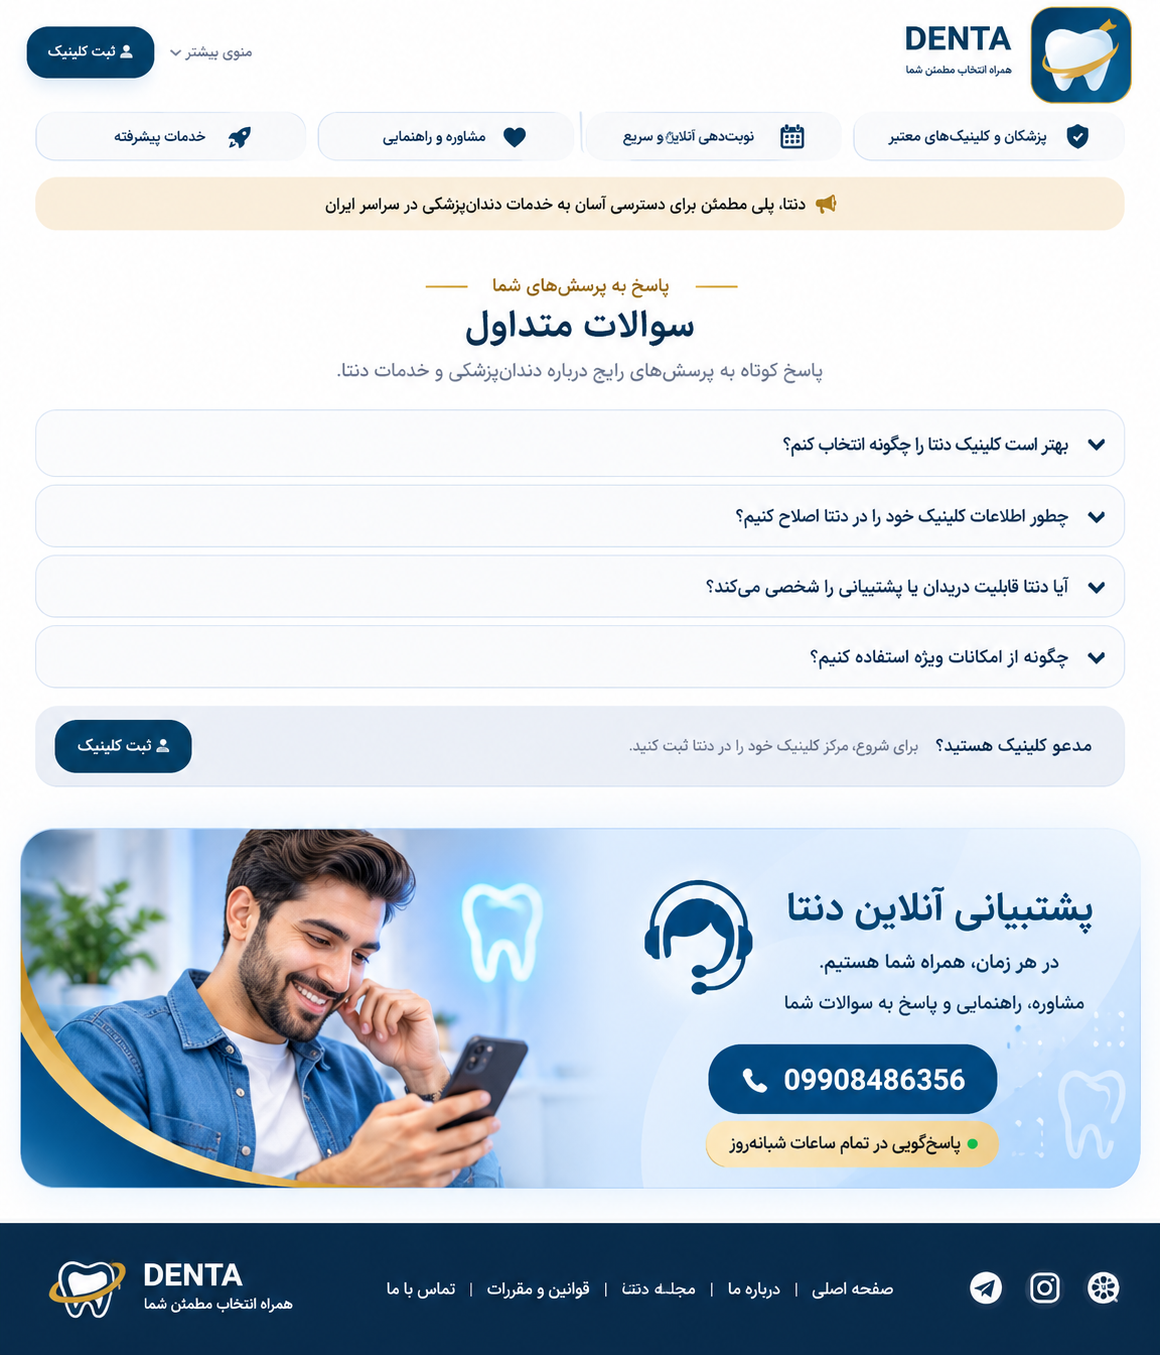 DENTA
همراه انتخاب مطمئن شما
منوی بیشتر
ثبت کلینیک
پزشکان و کلینیک‌های معتبر
نوبت‌دهی آنلاین و سریع
مشاوره و راهنمایی
خدمات پیشرفته
دنتا، پلی مطمئن برای دسترسی آسان به خدمات دندان‌پزشکی در سراسر ایران
پاسخ به پرسش‌های شما
سوالات متداول
پاسخ کوتاه به پرسش‌های رایج درباره دندان‌پزشکی و خدمات دنتا.
بهتر است کلینیک دنتا را چگونه انتخاب کنم؟
چطور اطلاعات کلینیک خود را در دنتا اصلاح کنیم؟
آیا دنتا قابلیت دریدان یا پشتیبانی را شخصی می‌کند؟
چگونه از امکانات ویژه استفاده کنیم؟
مدعو کلینیک هستید؟ برای شروع، مرکز کلینیک خود را در دنتا ثبت کنید.
ثبت کلینیک
پشتیبانی آنلاین دنتا
در هر زمان، همراه شما هستیم.
مشاوره، راهنمایی و پاسخ به سوالات شما
09908486356
پاسخ‌گویی در تمام ساعات شبانه‌روز
صفحه اصلی | درباره ما | مجله دنتا | قوانین و مقررات | تماس با ما
DENTA
همراه انتخاب مطمئن شما